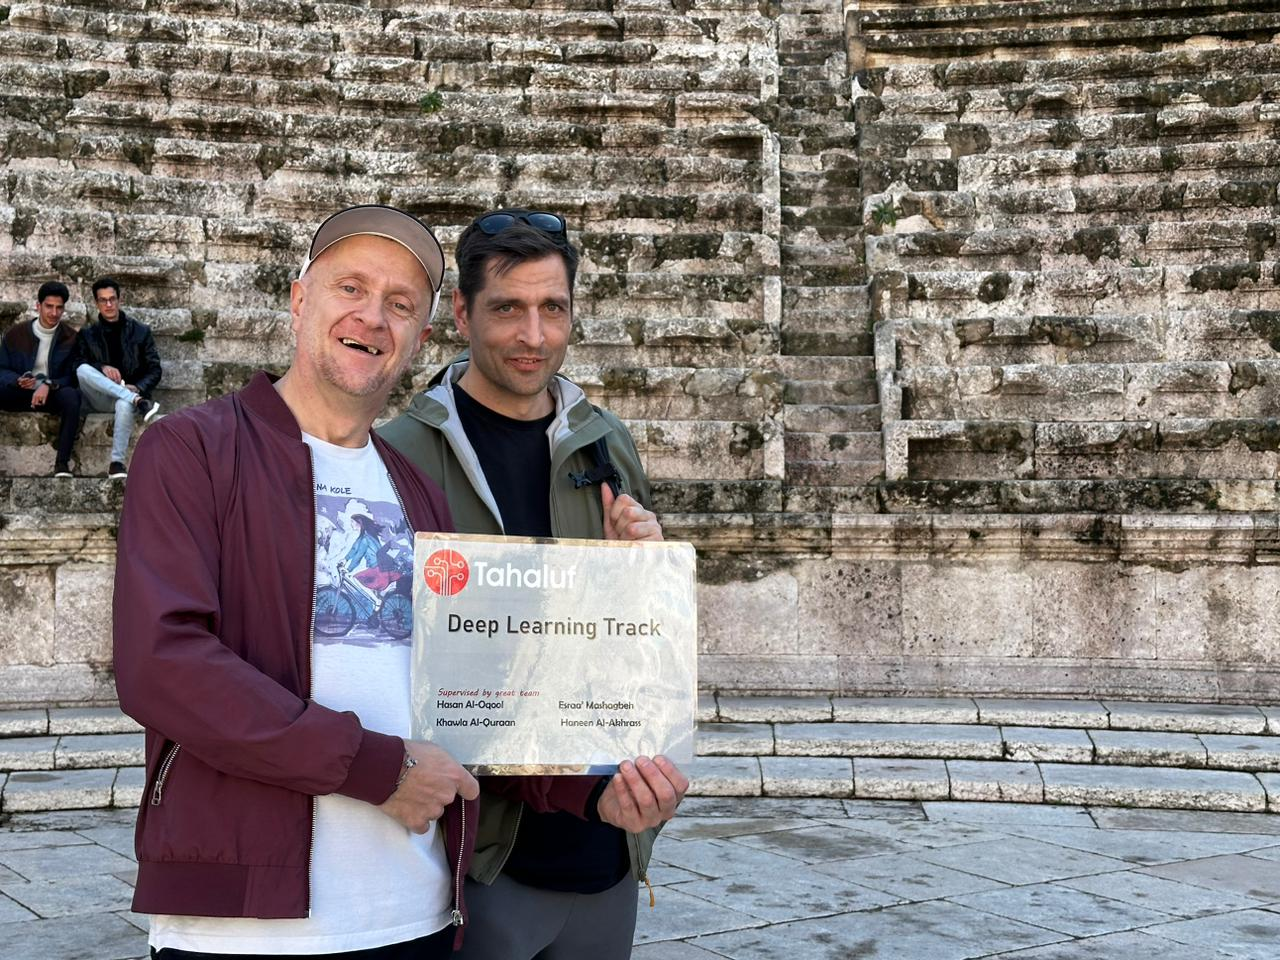 NA KOLE
Tahaluf
Deep Learning Track
Supervised by great team
Hasan Al-Oqool Esraa' Mashagbeh
Khawla Al-Quraan Haneen Al-Akhrass